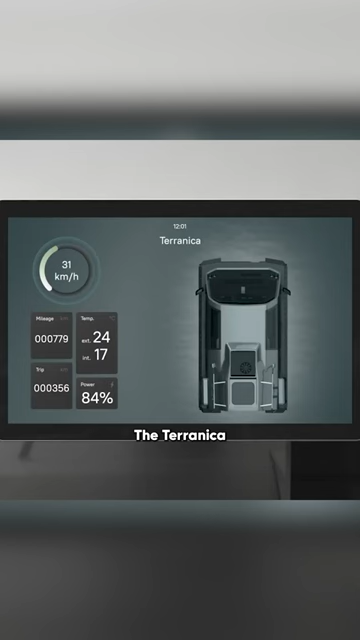 12:01
Terranica
31
km/h
Mileage
000779
Temp.
ext. 24
int. 17
Trip
000356
Power
84%
The Terranica